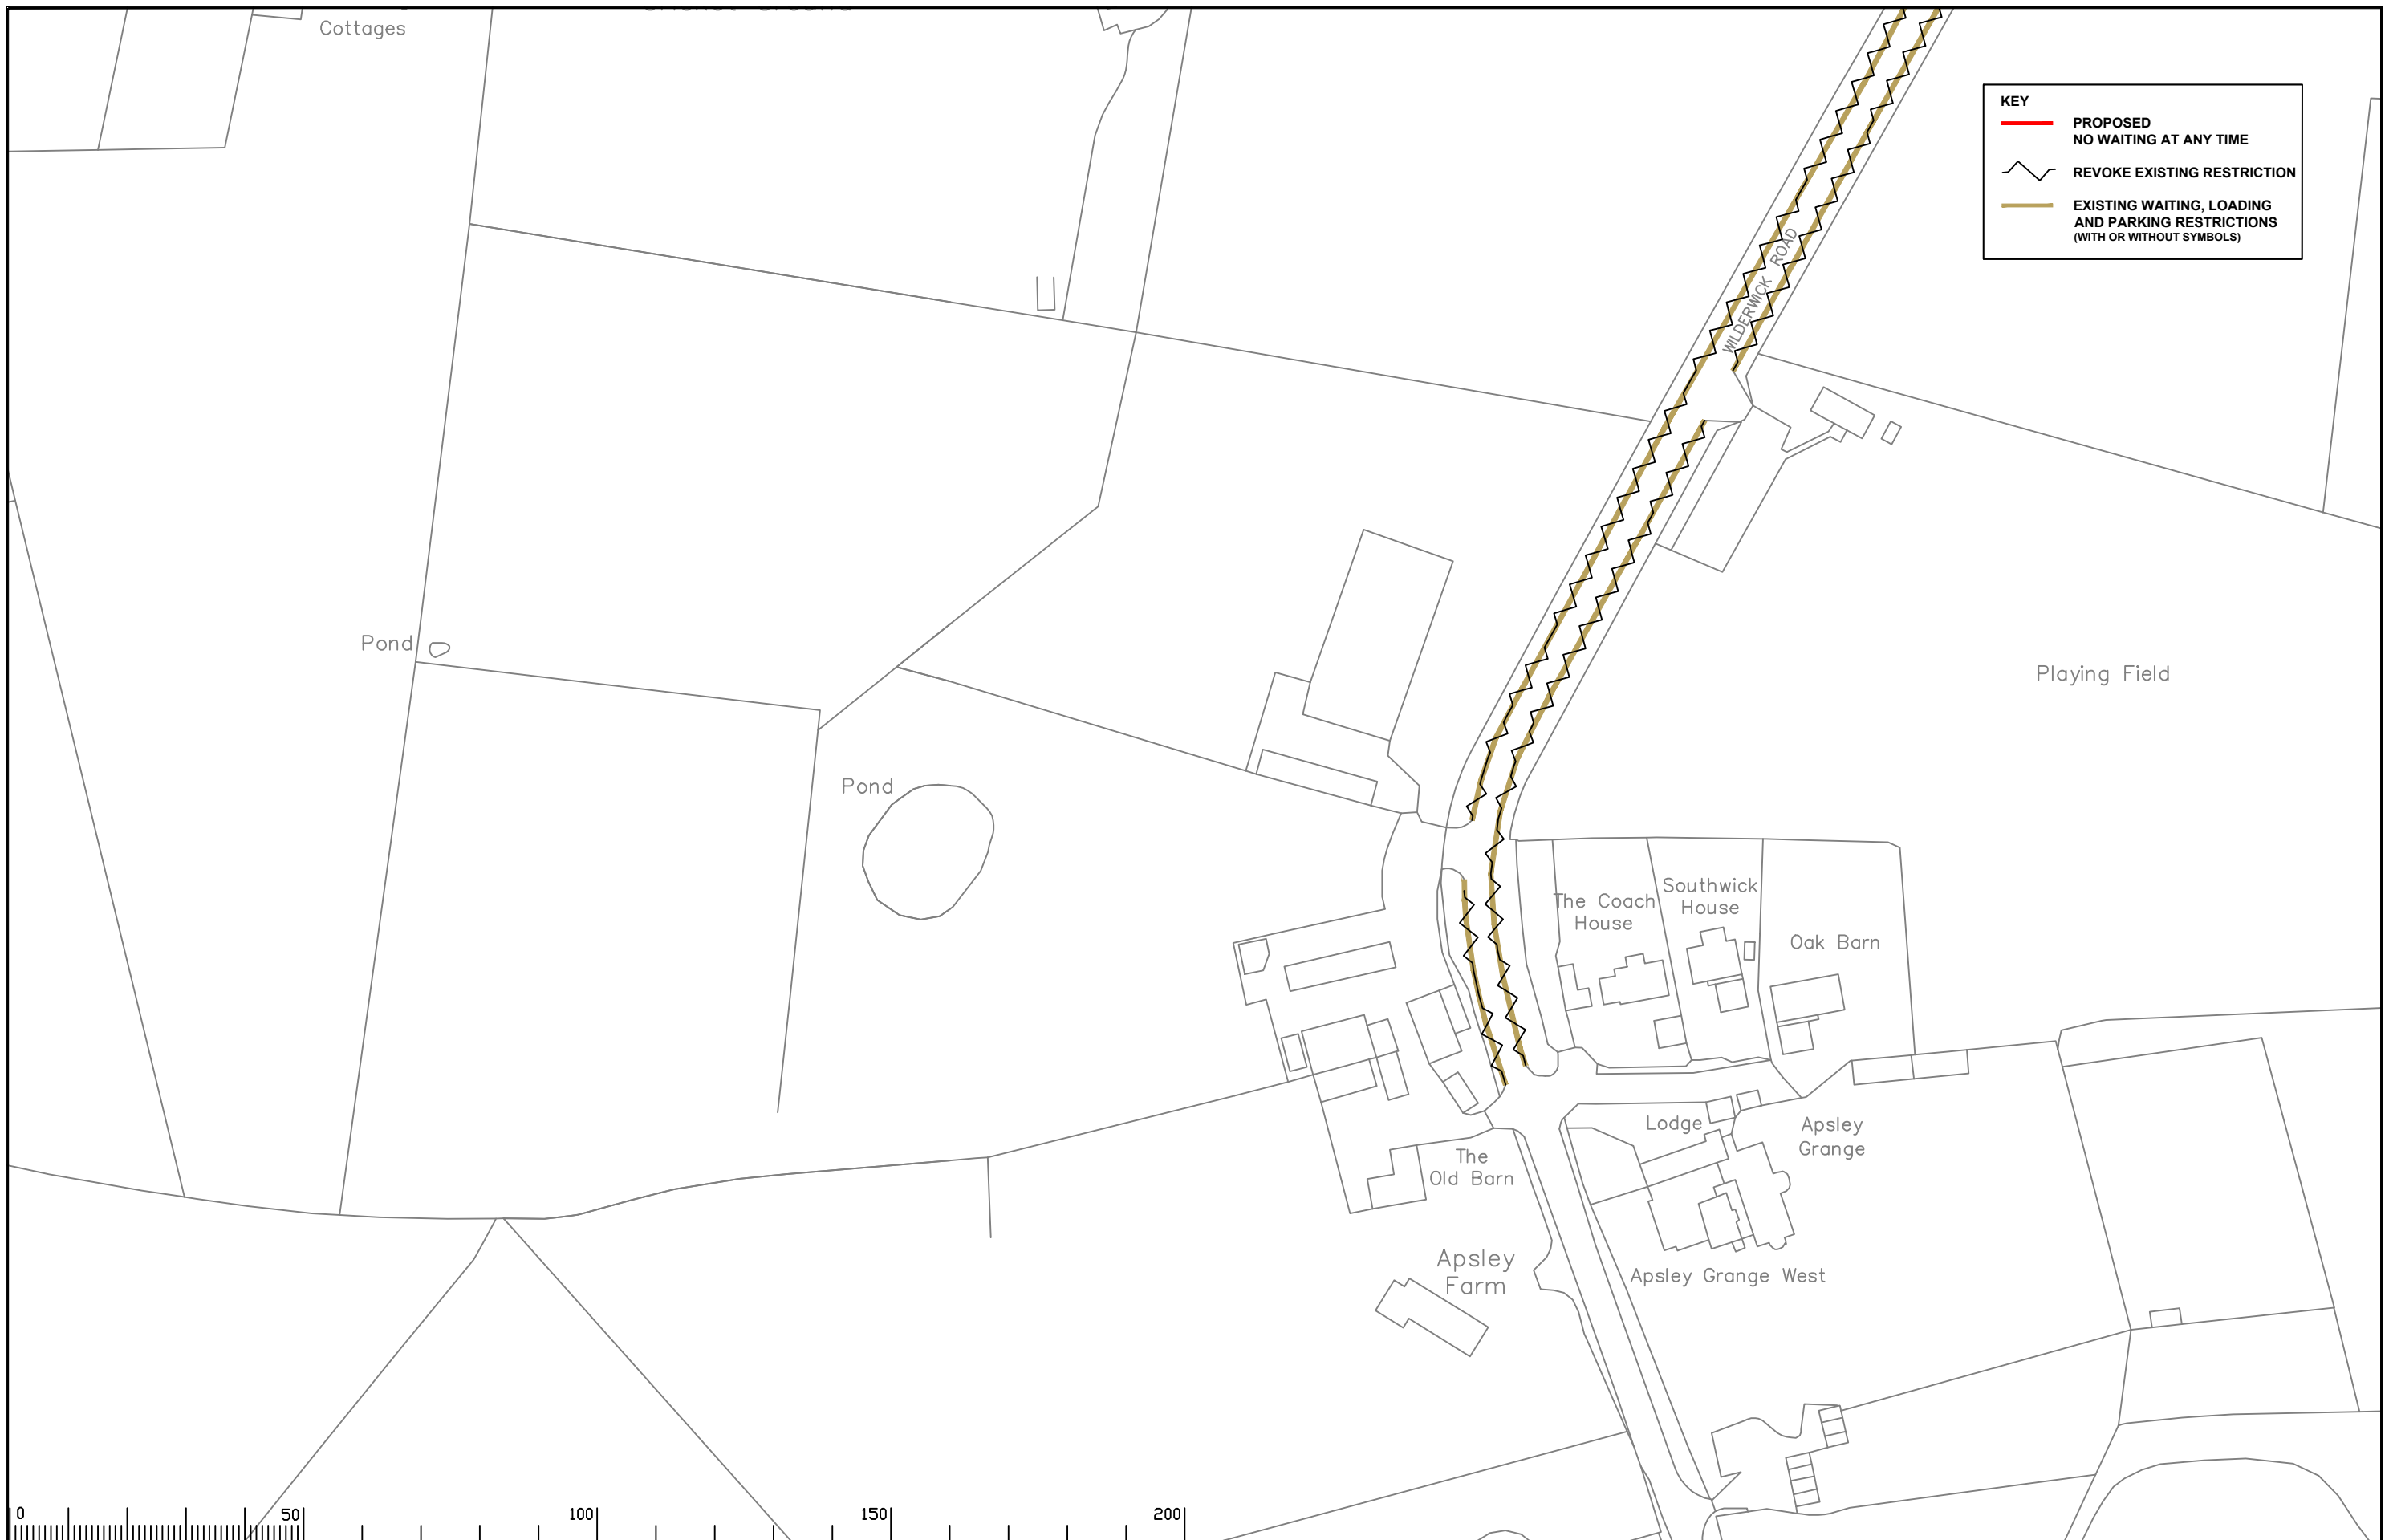 Cottages
KEY
PROPOSED
NO WAITING AT ANY TIME
REVOKE EXISTING RESTRICTION
EXISTING WAITING, LOADING
AND PARKING RESTRICTIONS
(WITH OR WITHOUT SYMBOLS)
WILDERWICK ROAD
Pond
Playing Field
Pond
The Coach
House
Southwick
House
Oak Barn
Lodge
Apsley
Grange
The
Old Barn
Apsley
Farm
Apsley Grange West
0 50 100 150 200